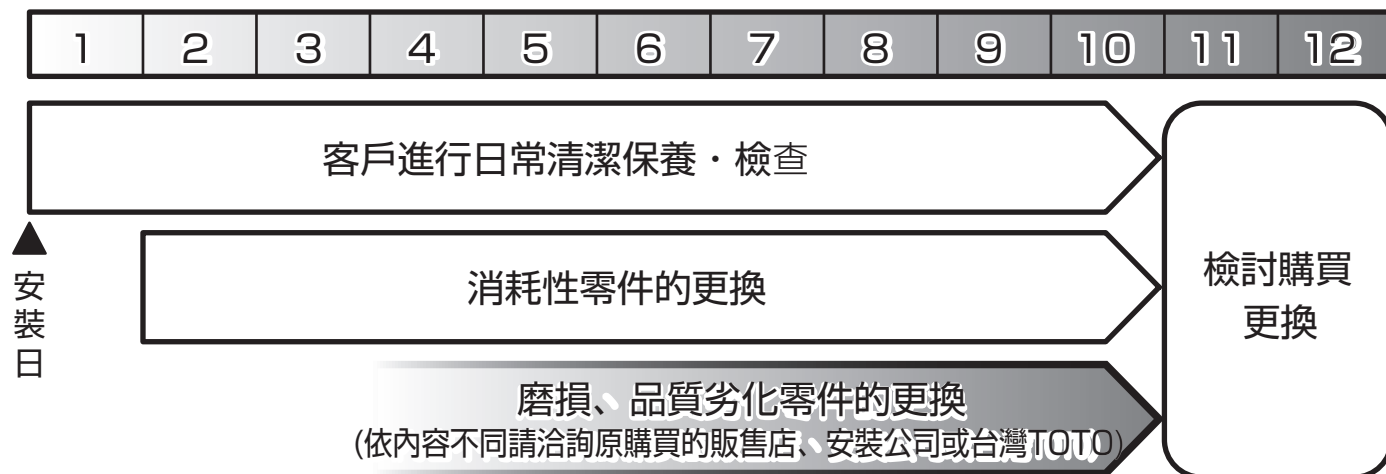 1 2 3 4 5 6 7 8 9 10 11 12
客戶進行日常清潔保養・檢查
安裝日
消耗性零件的更換
檢討購買
更換
磨損、品質劣化零件的更換
(依內容不同請洽詢原購買的販售店、安裝公司或台灣TOTO)